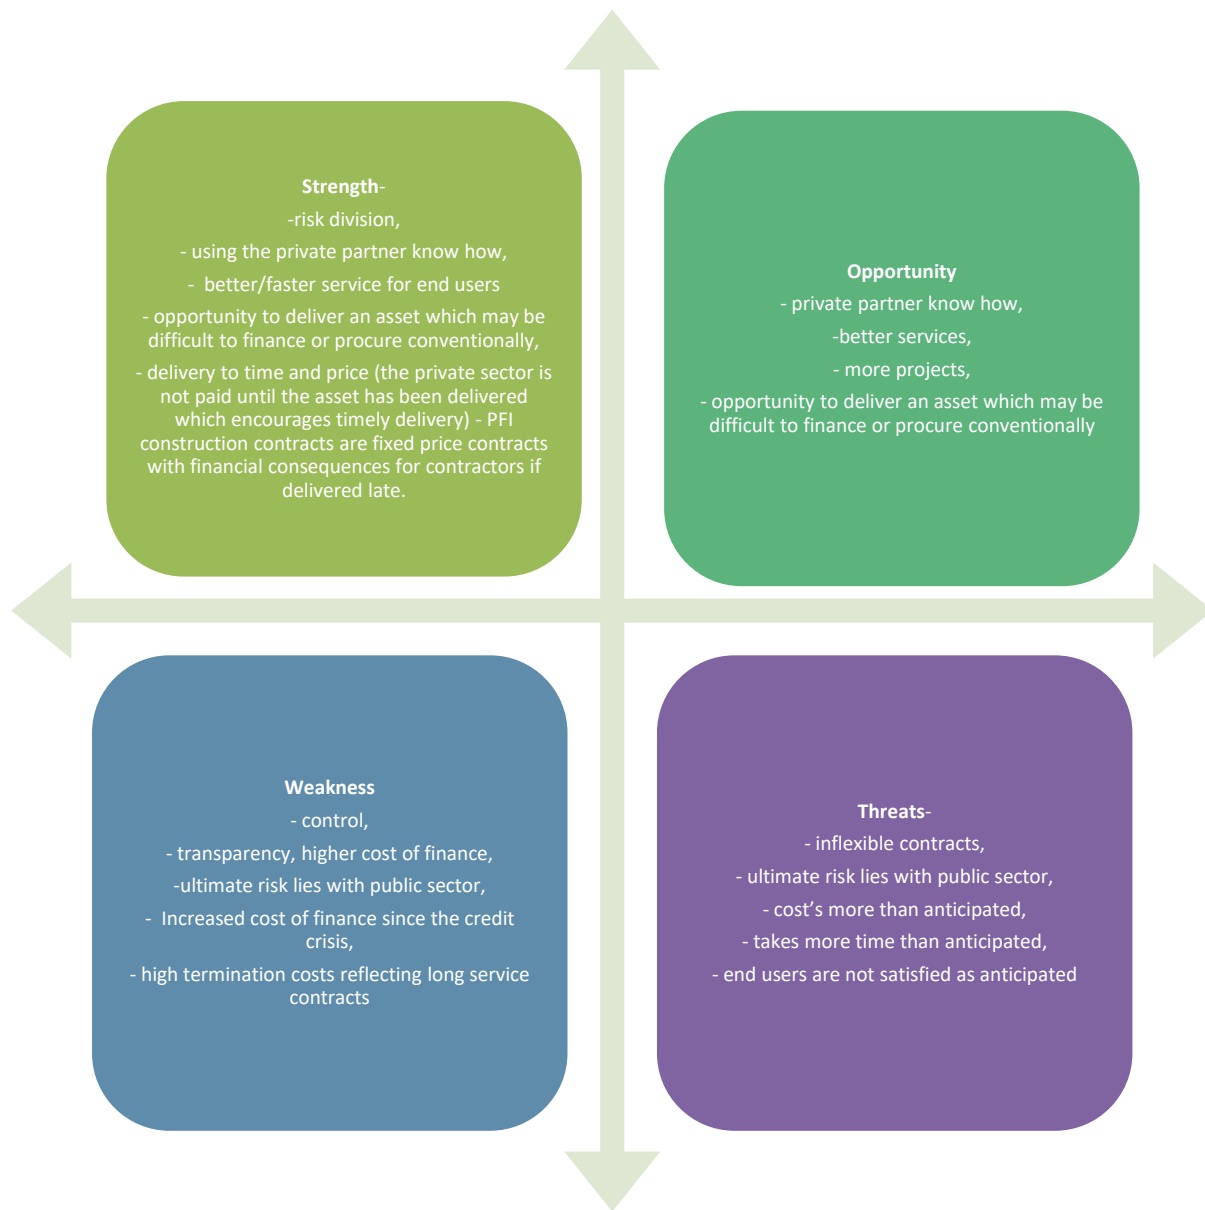 Strength-
-risk division,
- using the private partner know how,
- better/faster service for end users
- opportunity to deliver an asset which may be
difficult to finance or procure conventionally,
- delivery to time and price (the private sector is
not paid until the asset has been delivered
which encourages timely delivery) - PFI
construction contracts are fixed price contracts
with financial consequences for contractors if
delivered late.
Opportunity
- private partner know how,
-better services,
- more projects,
- opportunity to deliver an asset which may be
difficult to finance or procure conventionally
Weakness
- control,
- transparency, higher cost of finance,
-ultimate risk lies with public sector,
- Increased cost of finance since the credit
crisis,
- high termination costs reflecting long service
contracts
Threats-
- inflexible contracts,
- ultimate risk lies with public sector,
- cost’s more than anticipated,
- takes more time than anticipated,
- end users are not satisfied as anticipated